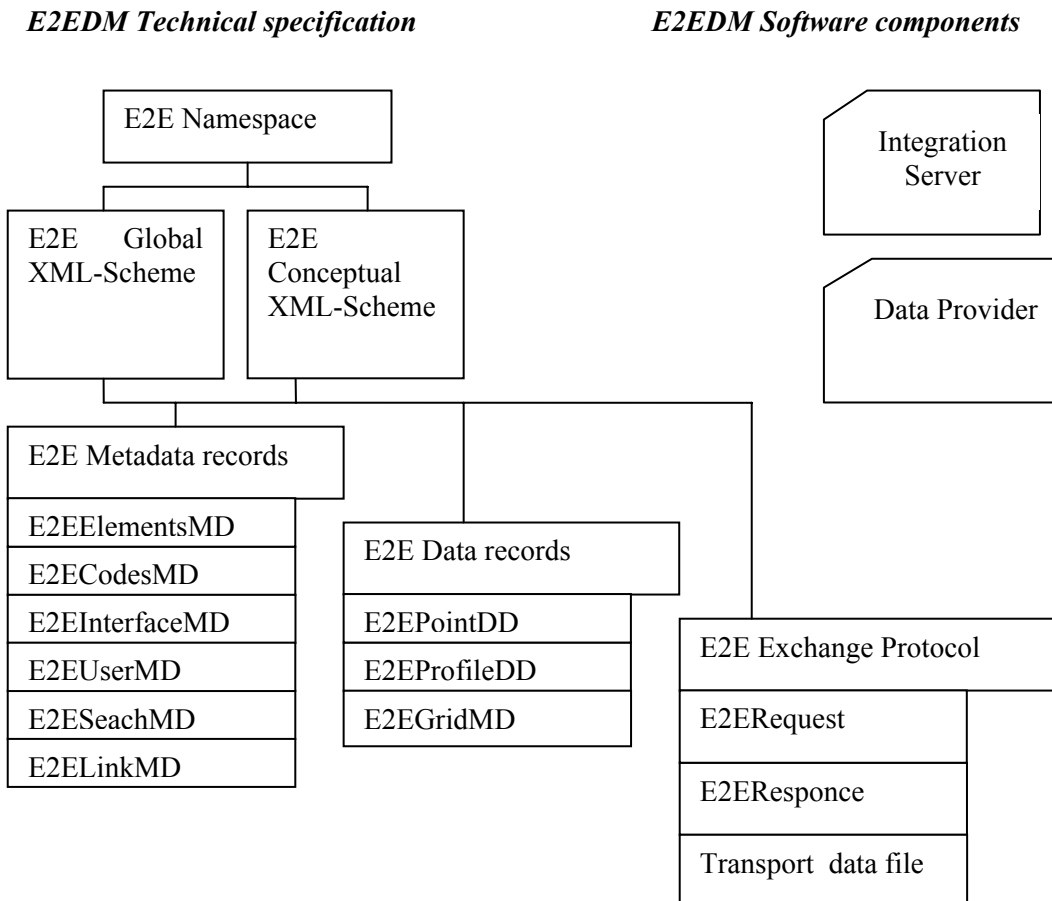 E2EDM Technical specification
E2EDM Software components
E2E Namespace
Integration
Server
E2E Global
XML-Scheme
E2E
Conceptual
XML-Scheme
Data Provider
E2E Metadata records
E2EElementsMD
E2ECodesMD
E2EInterfaceMD
E2EUserMD
E2ESeachMD
E2ELinkMD
E2E Data records
E2EPointDD
E2EProfileDD
E2EGridMD
E2E Exchange Protocol
E2ERequest
E2EResponce
Transport data file